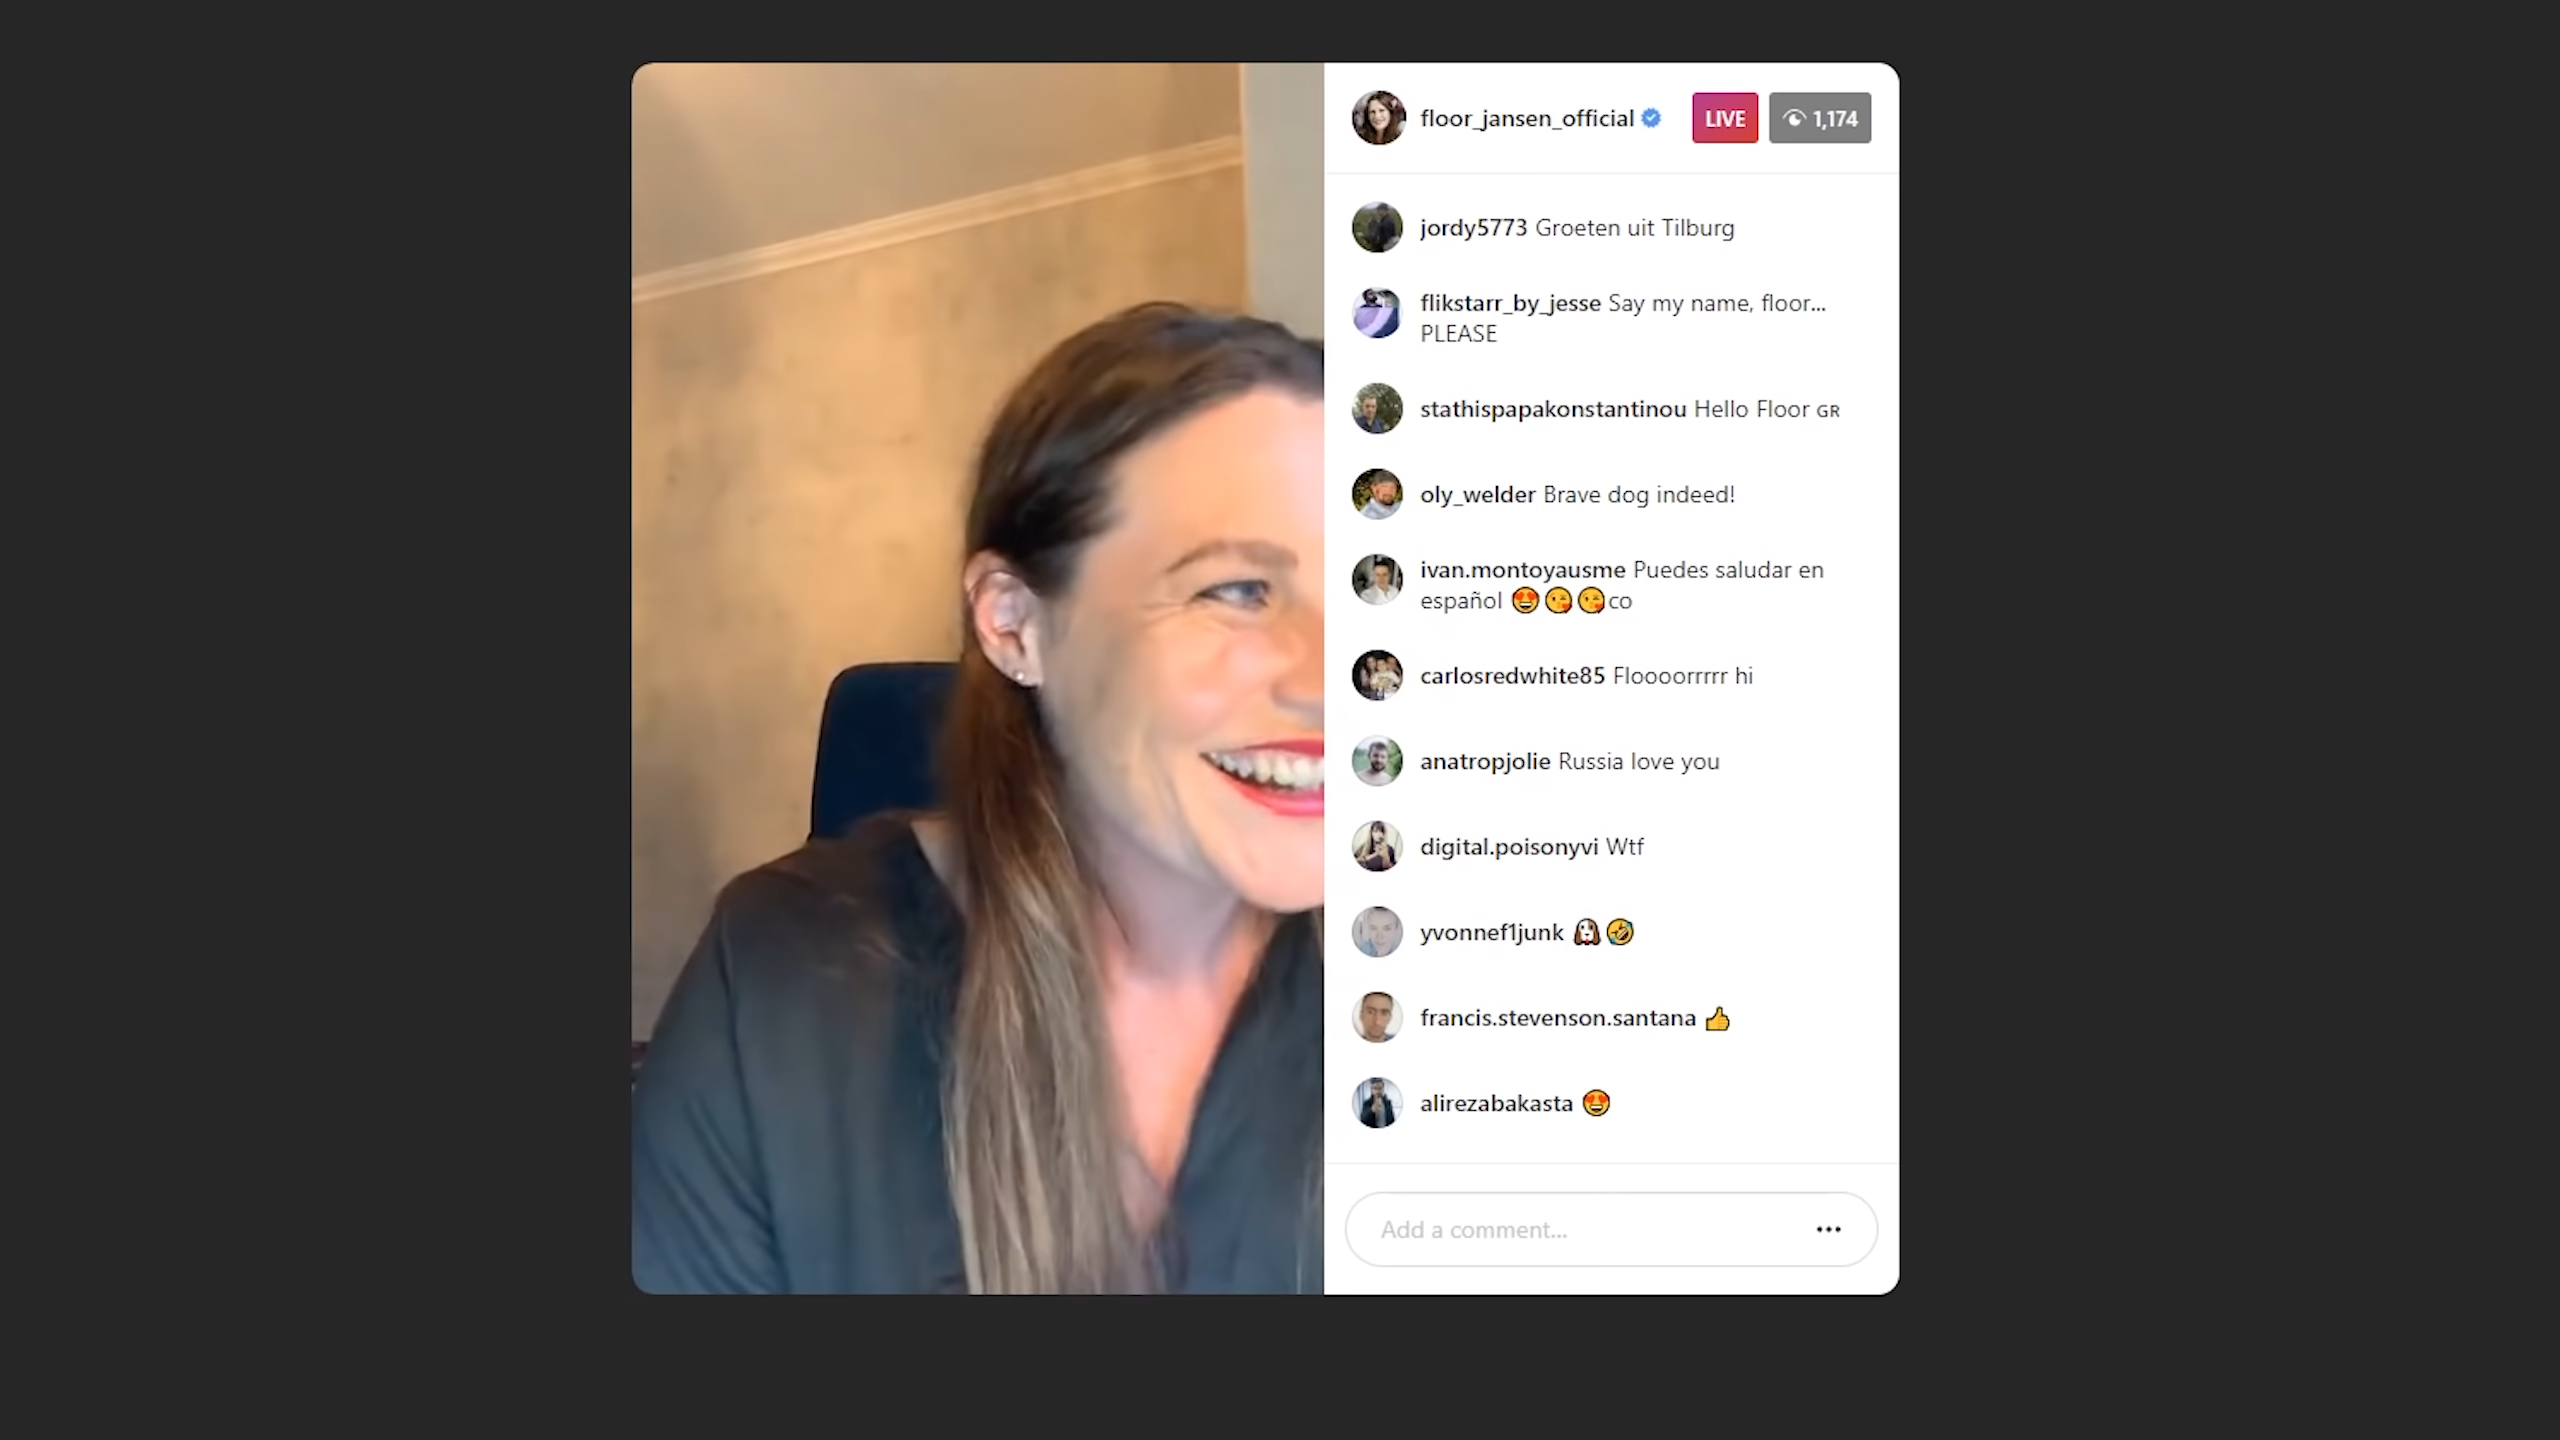 floor_jansen_official LIVE 1,174
jordy5773 Groeten uit Tilburg
flikstarr_by_jesse Say my name, floor...
PLEASE
stathispapakonstantinou Hello Floor GR
oly_welder Brave dog indeed!
ivan.montoyausme Puedes saludar en
español 😍😘😘co
carlosredwhite85 Floooorrrrr hi
anatropjolie Russia love you
digital.poisonyvi Wtf
yvonnef1junk 🐶🤣
francis.stevenson.santana 👍
alirezabakasta 😍
Add a comment...